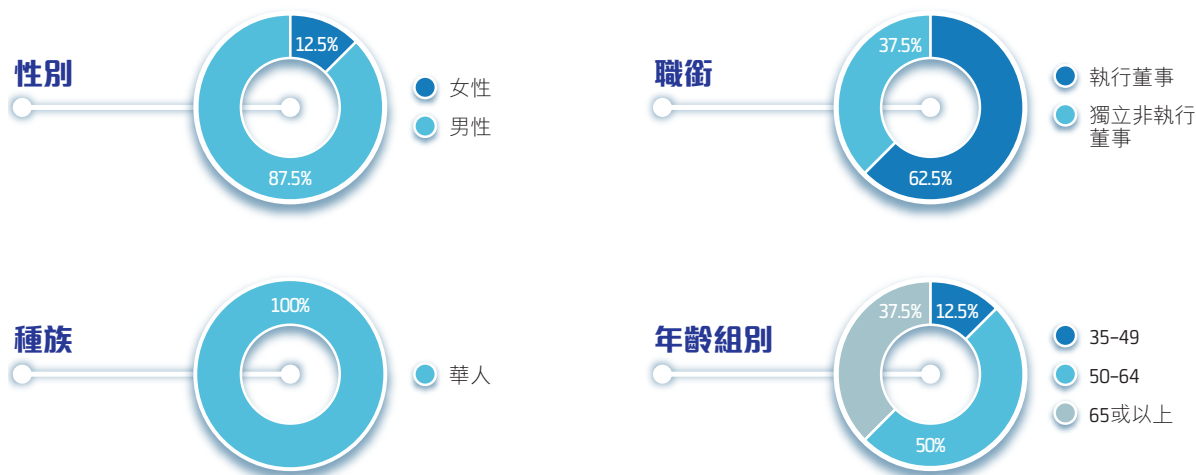 性別
12.5%
87.5%
女性
男性
職銜
37.5%
62.5%
執行董事
獨立非執行
董事
種族
100%
華人
年齡組別
37.5%
12.5%
50%
35–49
50–64
65或以上